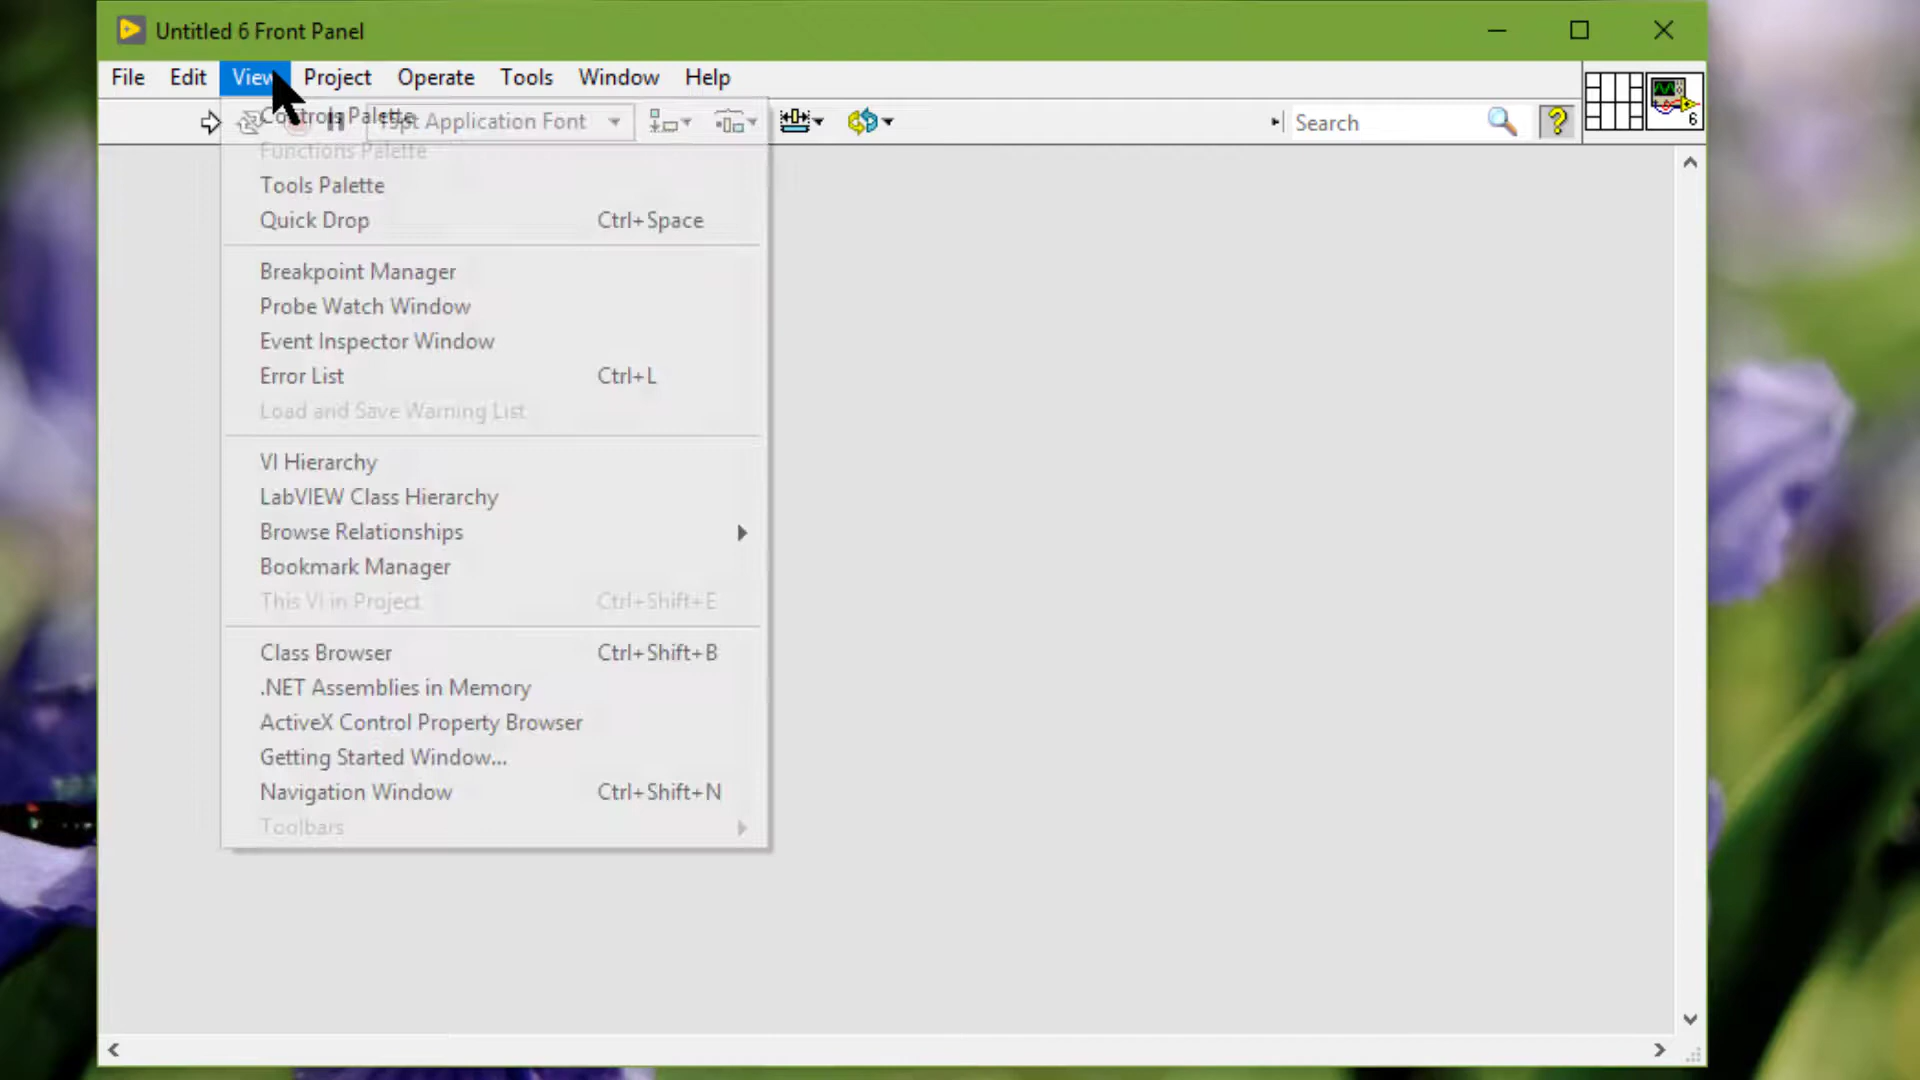 Untitled 6 Front Panel
File Edit View Project Operate Tools Window Help
Application Font
Search
6
Controls Palette
Functions Palette
Tools Palette
Quick Drop Ctrl+Space
Breakpoint Manager
Probe Watch Window
Event Inspector Window
Error List Ctrl+L
Load and Save Warning List
VI Hierarchy
LabVIEW Class Hierarchy
Browse Relationships
Bookmark Manager
This VI in Project Ctrl+Shift+E
Class Browser Ctrl+Shift+B
.NET Assemblies in Memory
ActiveX Control Property Browser
Getting Started Window...
Navigation Window Ctrl+Shift+N
Toolbars